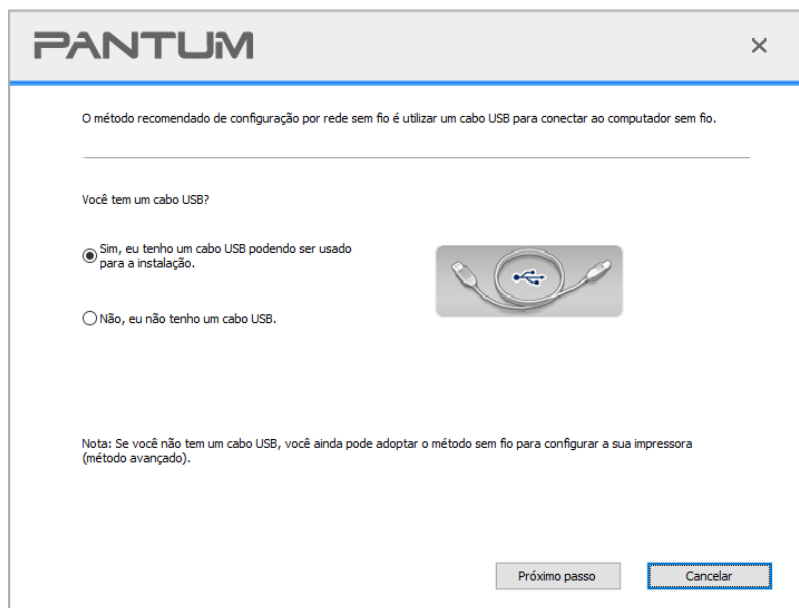 PANTUM
O método recomendado de configuração por rede sem fio é utilizar um cabo USB para conectar ao computador sem fio.
Você tem um cabo USB?
Sim, eu tenho um cabo USB podendo ser usado
para a instalação.
Não, eu não tenho um cabo USB.
Nota: Se você não tem um cabo USB, você ainda pode adoptar o método sem fio para configurar a sua impressora
(método avançado).
Próximo passo
Cancelar